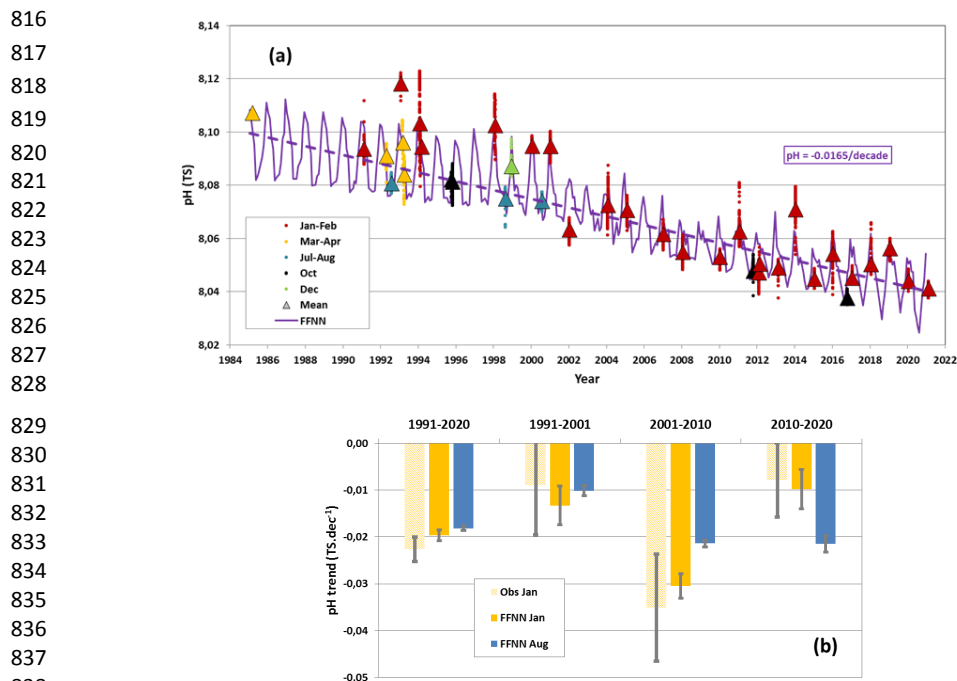 816
817
818
819
820
821
822
823
824
825
826
827
828
829
830
831
832
833
834
835
836
837
8,14
8,12
8,10
8,08
8,06
8,04
8,02
pH (TS)
(a)
pH = -0.0165/decade
Jan-Feb
Mar-Apr
Jul-Aug
Oct
Dec
Mean
FFNN
1984 1986 1988 1990 1992 1994 1996 1998 2000 2002 2004 2006 2008 2010 2012 2014 2016 2018 2020 2022
Year
1991-2020 1991-2001 2001-2010 2010-2020
0,00
-0,01
-0,02
-0,03
-0,04
-0,05
pH trend (TS.dec⁻¹)
Obs Jan
FFNN Jan
FFNN Aug
(b)